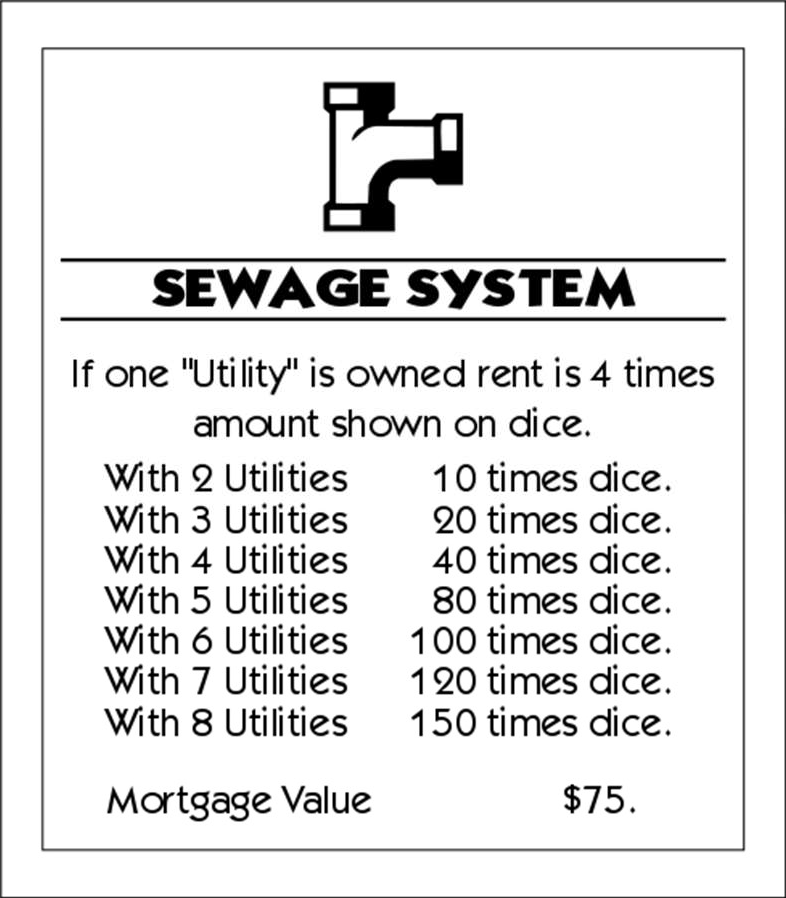 SEWAGE SYSTEM
If one "Utility" is owned rent is 4 times
amount shown on dice.
With 2 Utilities 10 times dice.
With 3 Utilities 20 times dice.
With 4 Utilities 40 times dice.
With 5 Utilities 80 times dice.
With 6 Utilities 100 times dice.
With 7 Utilities 120 times dice.
With 8 Utilities 150 times dice.
Mortgage Value $75.